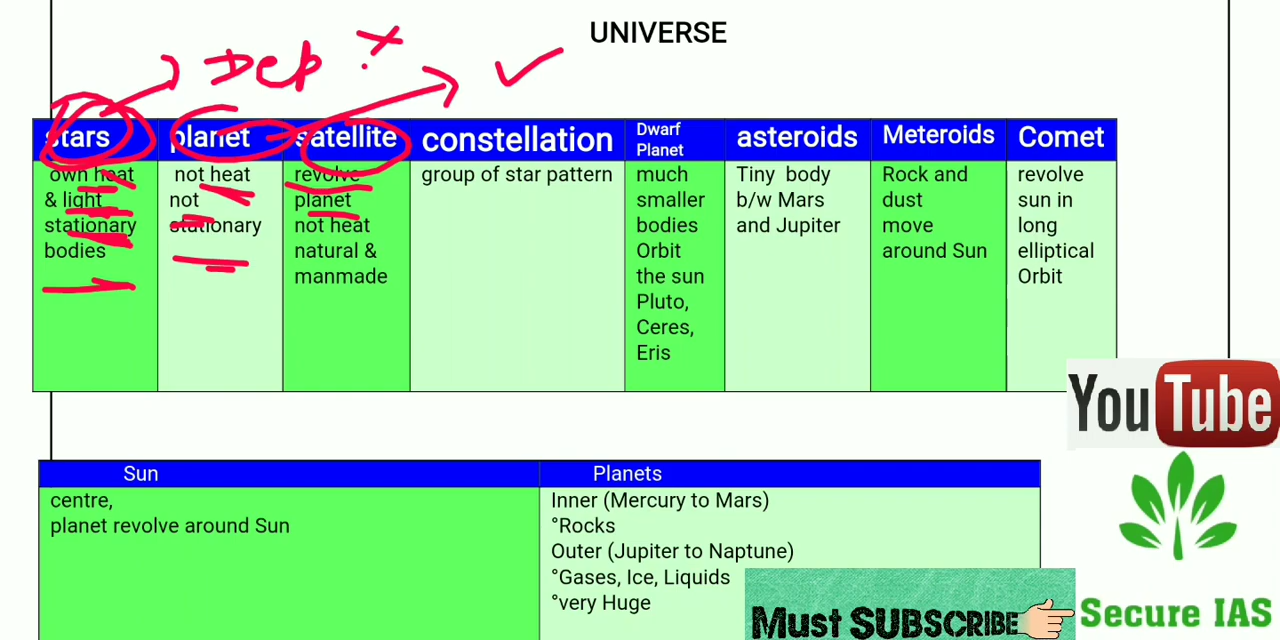 UNIVERSE
Dep
stars
own heat
& light
stationary
bodies
planet
not heat
not
stationary
satellite
revolve
planet
not heat
natural &
manmade
constellation
group of star pattern
Dwarf
Planet
much
smaller
bodies
Orbit
the sun
Pluto,
Ceres,
Eris
asteroids
Tiny body
b/w Mars
and Jupiter
Meteroids
Rock and
dust
move
around Sun
Comet
revolve
sun in
long
elliptical
Orbit
YouTube
Sun
centre,
planet revolve around Sun
Planets
Inner (Mercury to Mars)
°Rocks
Outer (Jupiter to Naptune)
°Gases, Ice, Liquids
°very Huge
Must SUBSCRIBE
Secure IAS